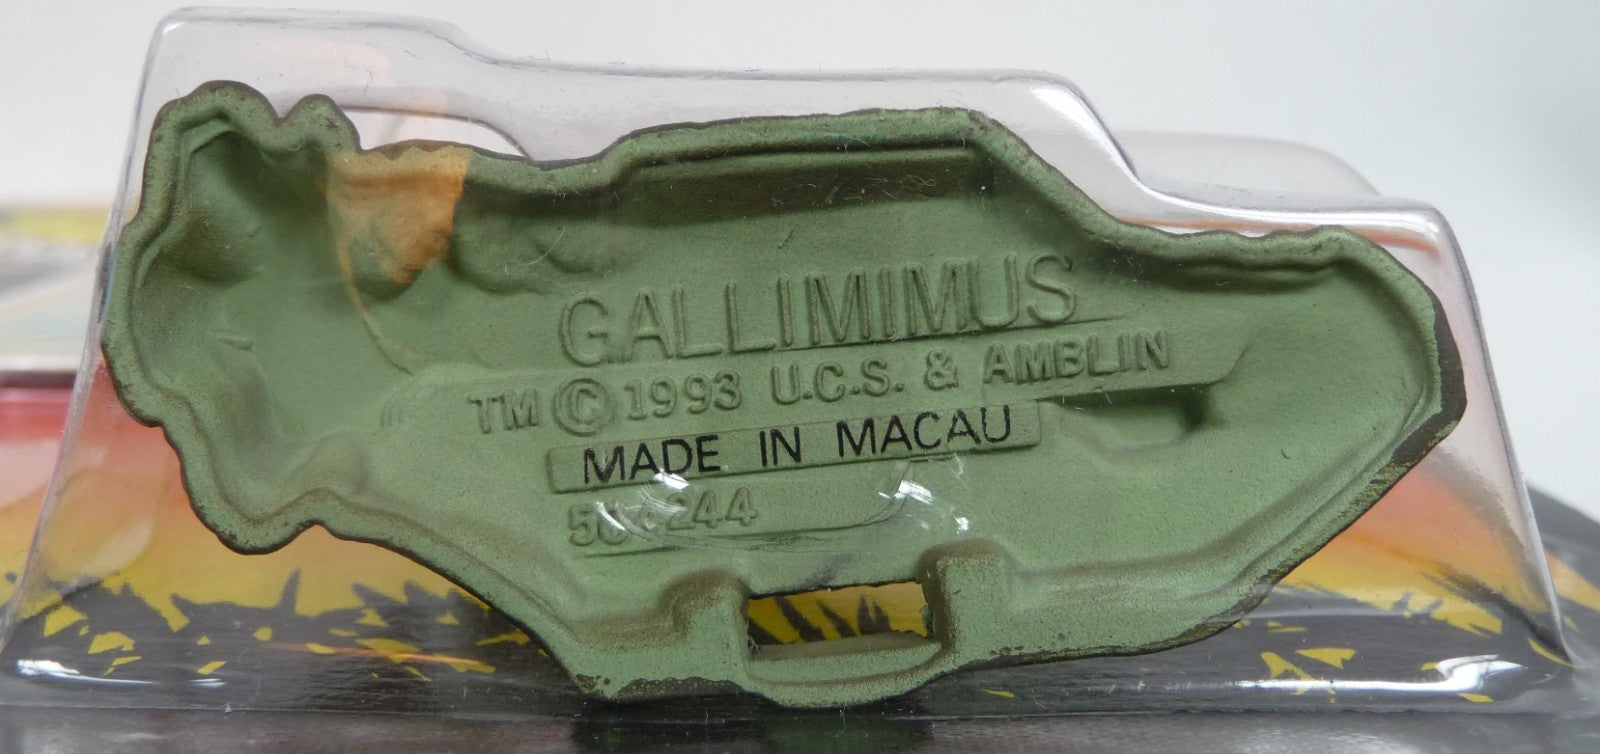 GALLIMIMUS
TM © 1993 U.C.S. & AMBLIN
MADE IN MACAU